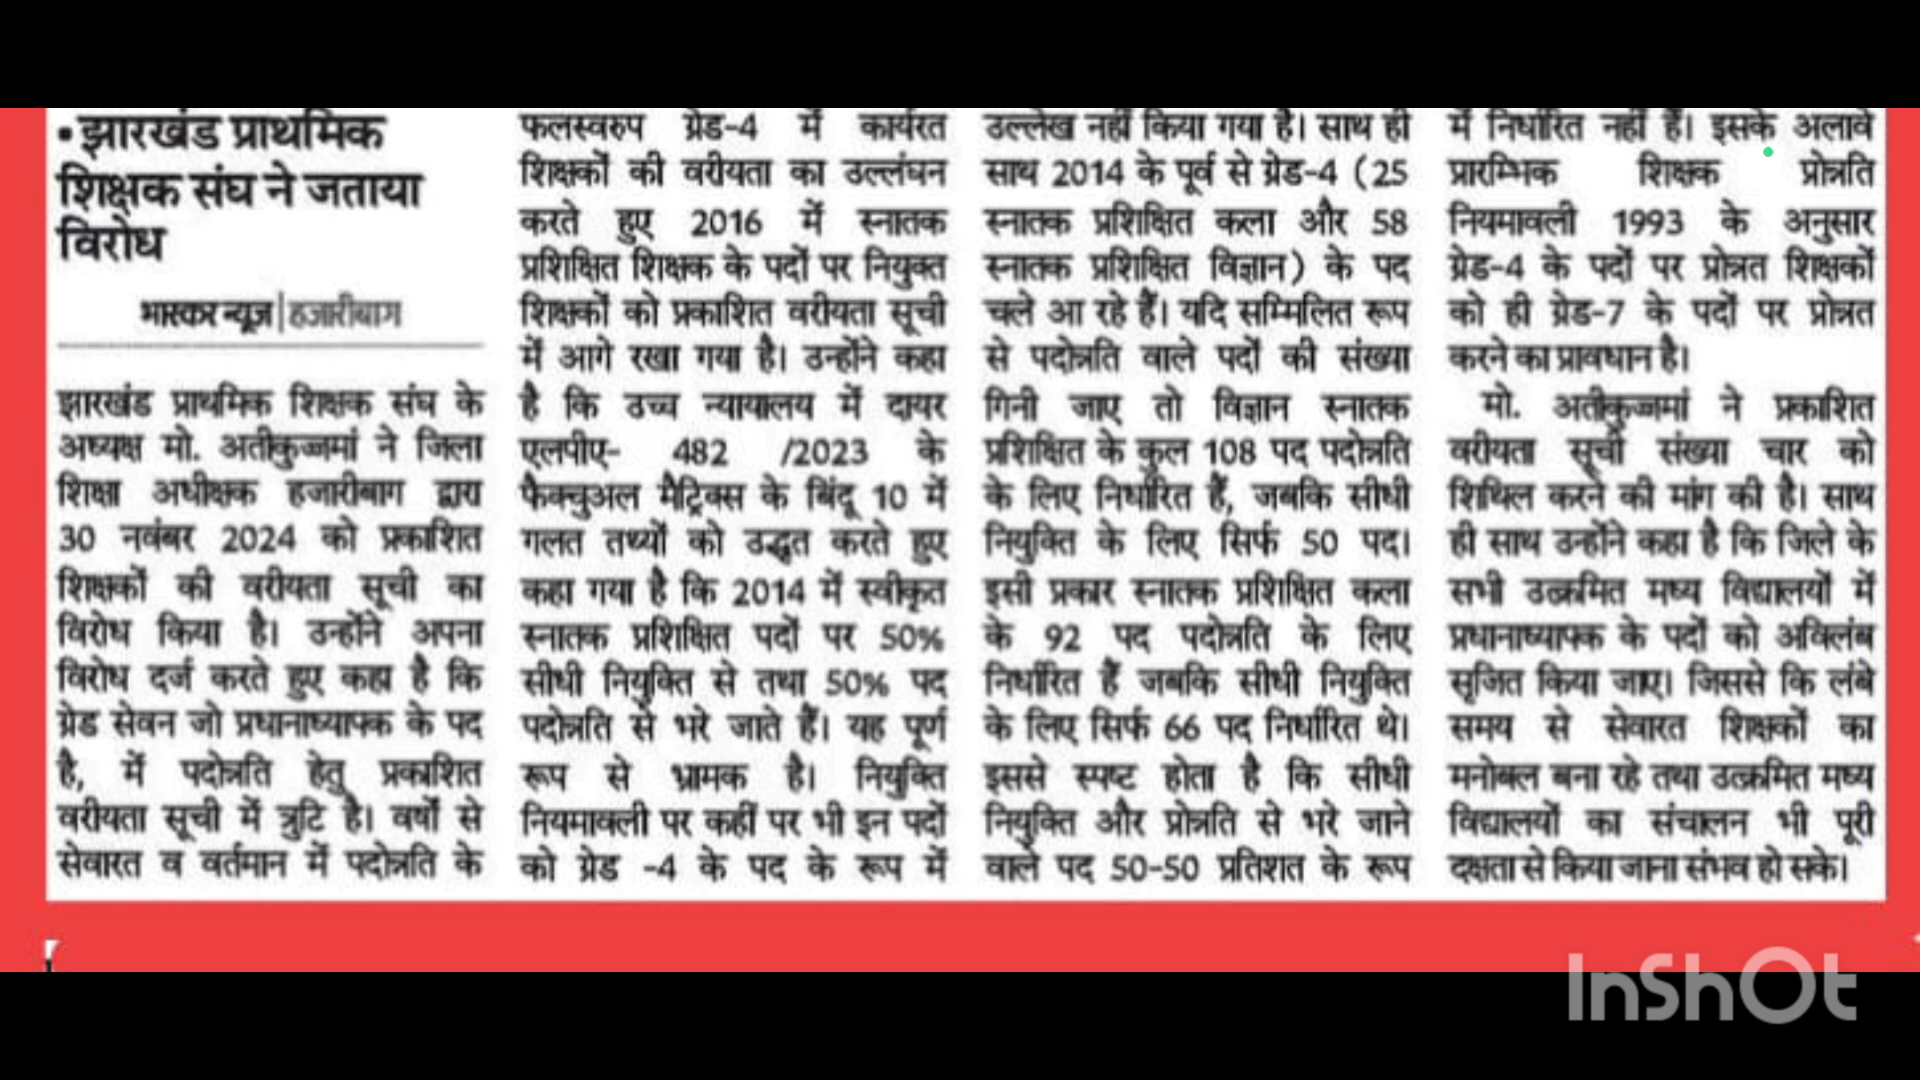 •झारखंड प्राथमिक
शिक्षक संघ ने जताया
विरोध
भास्कर न्यूज|हजारीबाग
झारखंड प्राथमिक शिक्षक संघ के
अध्यक्ष मो. अतीकुज्जमां ने जिला
शिक्षा अधीक्षक हजारीबाग द्वारा
30 नवंबर 2024 को प्रकाशित
शिक्षकों की वरीयता सूची का
विरोध किया है। उन्होंने अपना
विरोध दर्ज करते हुए कहा है कि
ग्रेड सेवन जो प्रधानाध्यापक के पद
है, में पदोन्नति हेतु प्रकाशित
वरीयता सूची में त्रुटि है। वर्षों से
सेवारत व वर्तमान में पदोन्नति के
फलस्वरुप ग्रेड-4 में कार्यरत
शिक्षकों की वरीयता का उल्लंघन
करते हुए 2016 में स्नातक
प्रशिक्षित शिक्षक के पदों पर नियुक्त
शिक्षकों को प्रकाशित वरीयता सूची
में आगे रखा गया है। उन्होंने कहा
है कि उच्च न्यायालय में दायर
एलपीए- 482 /2023 के
फैक्चुअल मैट्रिक्स के बिंदू 10 में
गलत तथ्यों को उद्धृत करते हुए
कहा गया है कि 2014 में स्वीकृत
स्नातक प्रशिक्षित पदों पर 50%
सीधी नियुक्ति से तथा 50% पद
पदोन्नति से भरे जाते हैं। यह पूर्ण
रूप से भ्रामक है। नियुक्ति
नियमावली पर कहीं पर भी इन पदों
को ग्रेड -4 के पद के रूप में
उल्लेख नहीं किया गया है। साथ ही
साथ 2014 के पूर्व से ग्रेड-4 (25
स्नातक प्रशिक्षित कला और 58
स्नातक प्रशिक्षित विज्ञान) के पद
चले आ रहे हैं। यदि सम्मिलित रूप
से पदोन्नति वाले पदों की संख्या
गिनी जाए तो विज्ञान स्नातक
प्रशिक्षित के कुल 108 पद पदोन्नति
के लिए निर्धारित हैं, जबकि सीधी
नियुक्ति के लिए सिर्फ 50 पद।
इसी प्रकार स्नातक प्रशिक्षित कला
के 92 पद पदोन्नति के लिए
निर्धारित हैं जबकि सीधी नियुक्ति
के लिए सिर्फ 66 पद निर्धारित थे।
इससे स्पष्ट होता है कि सीधी
नियुक्ति और प्रोन्नति से भरे जाने
वाले पद 50-50 प्रतिशत के रूप
में निर्धारित नहीं हैं। इसके अलावे
प्रारम्भिक शिक्षक प्रोन्नति
नियमावली 1993 के अनुसार
ग्रेड-4 के पदों पर प्रोन्नत शिक्षकों
को ही ग्रेड-7 के पदों पर प्रोन्नत
करने का प्रावधान है।
मो. अतीकुज्जमां ने प्रकाशित
वरीयता सूची संख्या चार को
शिथिल करने की मांग की है। साथ
ही साथ उन्होंने कहा है कि जिले के
सभी उत्क्रमित मध्य विद्यालयों में
प्रधानाध्यापक के पदों को अविलंब
सृजित किया जाए। जिससे कि लंबे
समय से सेवारत शिक्षकों का
मनोबल बना रहे तथा उत्क्रमित मध्य
विद्यालयों का संचालन भी पूरी
दक्षता से किया जाना संभव हो सके।
InShOt